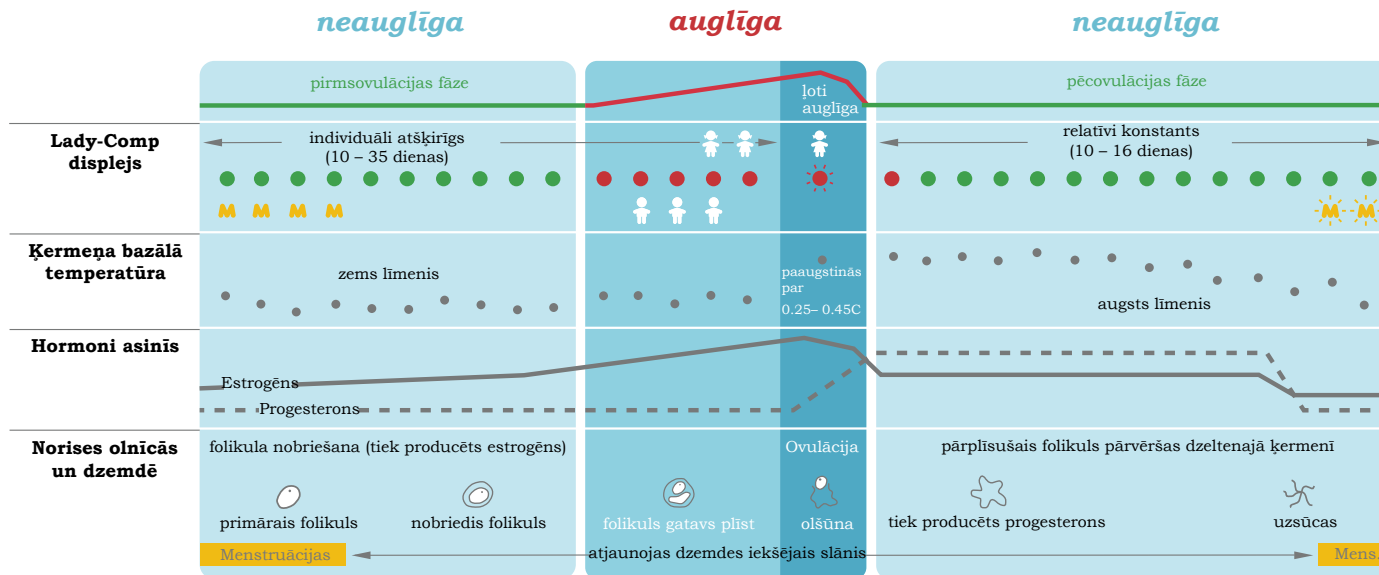 neauglīga
auglīga
neauglīga
pirmsovulācijas fāze
ļoti
auglīga
pēcovulācijas fāze
Lady-Comp
displejs
individuāli atšķirīgs
(10 – 35 dienas)
relatīvi konstants
(10 – 16 dienas)
M M M M
M M
Ķermeņa bazālā
temperatūra
zems līmenis
paaugstinās
par
0.25– 0.45C
augsts līmenis
Hormoni asinīs
Estrogēns
Progesterons
Norises olnīcās
un dzemdē
folikula nobriešana (tiek producēts estrogēns)
Ovulācija
pārplīsušais folikuls pārvēršas dzeltenajā ķermenī
primārais folikuls
nobriedis folikuls
folikuls gatavs plīst
olšūna
tiek producēts progesterons
uzsūcas
Menstruācijas
atjaunojas dzemdes iekšējais slānis
Mens.